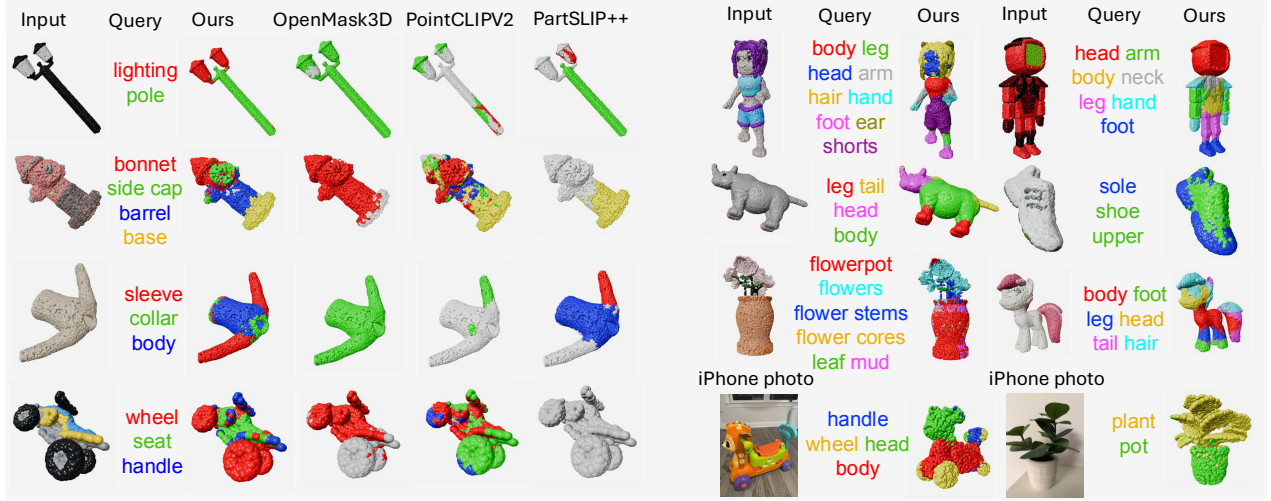 Input Query Ours OpenMask3D PointCLIPV2 PartSLIP++
lighting
pole
bonnet
side cap
barrel
base
sleeve
collar
body
wheel
seat
handle
Input Query Ours Input Query Ours
body leg
head arm
hair hand
foot ear
shorts
head arm
body neck
leg hand
foot
leg tail
head
body
sole
shoe
upper
flowerpot
flowers
flower stems
flower cores
leaf mud
body foot
leg head
tail hair
iPhone photo
handle
wheel head
body
iPhone photo
plant
pot